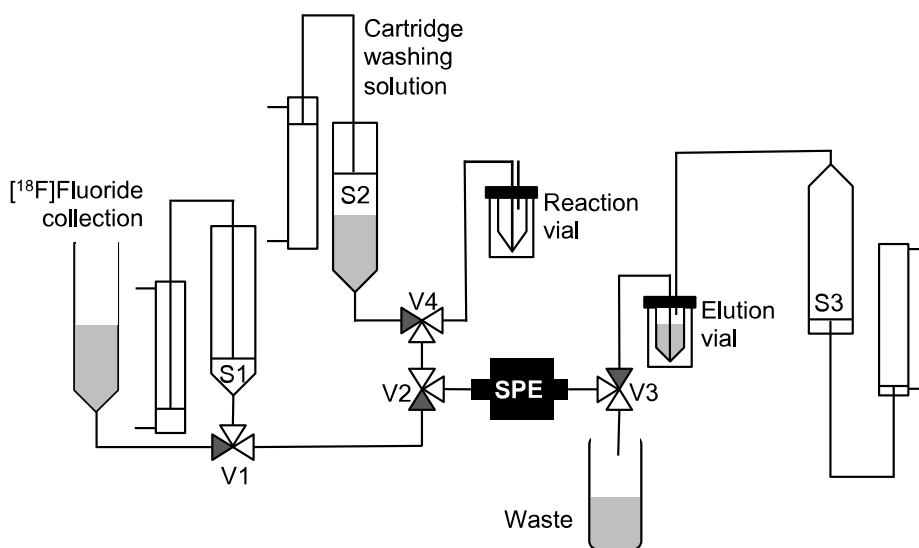 Cartridge
washing
solution
[¹⁸F]Fluoride
collection
S2
Reaction
vial
S1
V4
Elution
vial
S3
V2
SPE
V3
V1
Waste